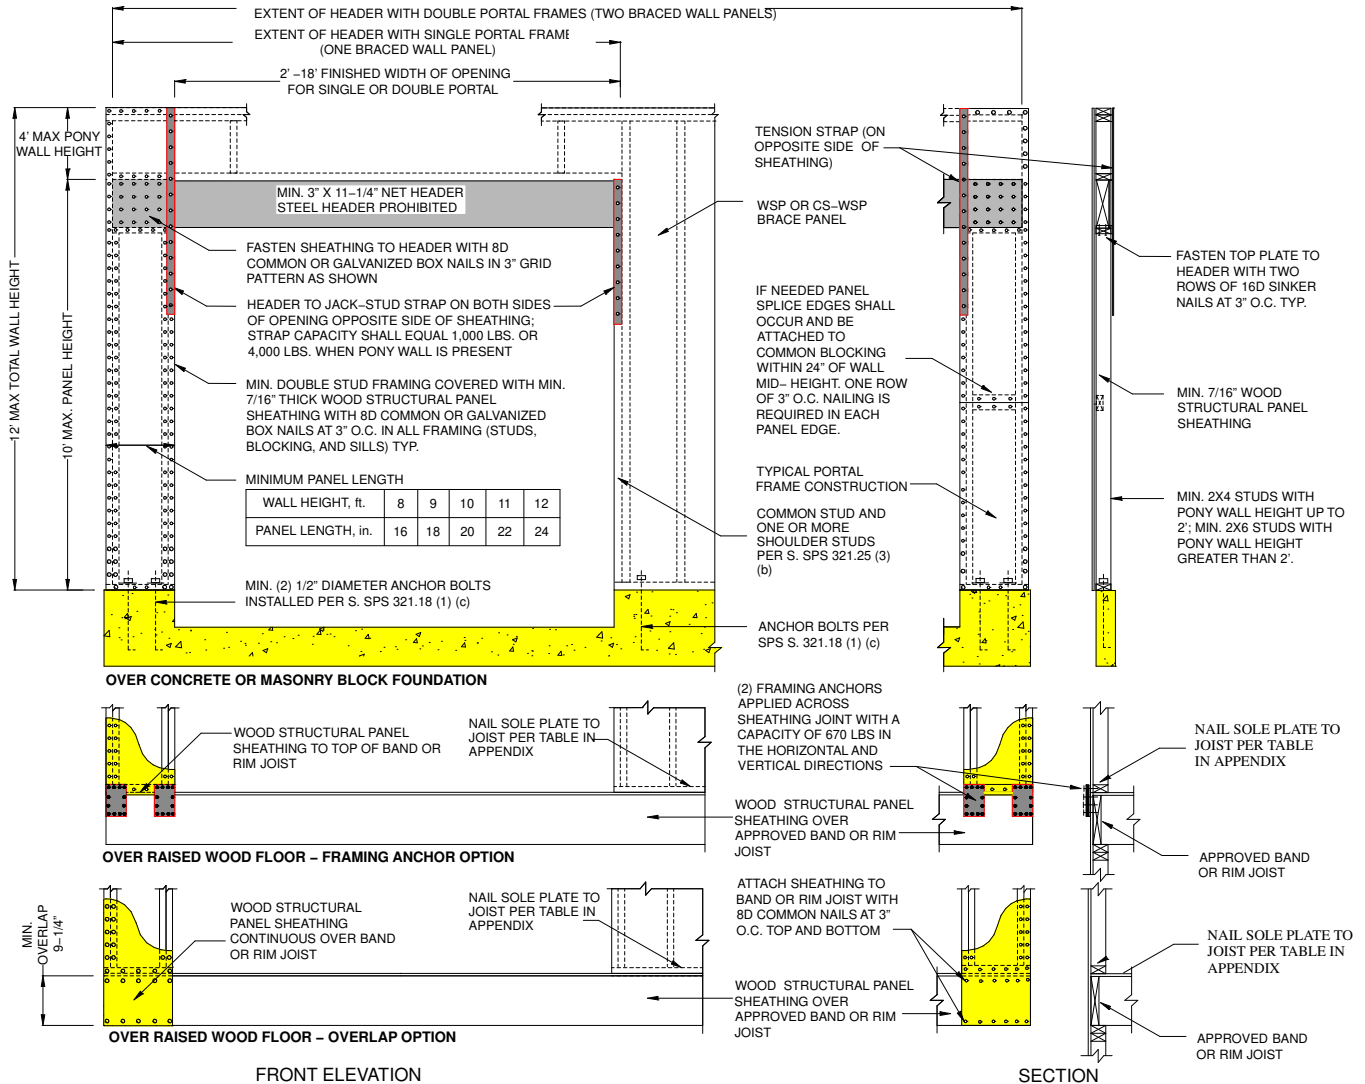 EXTENT OF HEADER WITH DOUBLE PORTAL FRAMES (TWO BRACED WALL PANELS)
EXTENT OF HEADER WITH SINGLE PORTAL FRAME
(ONE BRACED WALL PANEL)
2' –18' FINISHED WIDTH OF OPENING
FOR SINGLE OR DOUBLE PORTAL
4' MAX PONY
WALL HEIGHT
12' MAX TOTAL WALL HEIGHT
10' MAX. PANEL HEIGHT
MIN. 3" X 11–1/4" NET HEADER
STEEL HEADER PROHIBITED
FASTEN SHEATHING TO HEADER WITH 8D
COMMON OR GALVANIZED BOX NAILS IN 3" GRID
PATTERN AS SHOWN
HEADER TO JACK–STUD STRAP ON BOTH SIDES
OF OPENING OPPOSITE SIDE OF SHEATHING;
STRAP CAPACITY SHALL EQUAL 1,000 LBS. OR
4,000 LBS. WHEN PONY WALL IS PRESENT
MIN. DOUBLE STUD FRAMING COVERED WITH MIN.
7/16" THICK WOOD STRUCTURAL PANEL
SHEATHING WITH 8D COMMON OR GALVANIZED
BOX NAILS AT 3" O.C. IN ALL FRAMING (STUDS,
BLOCKING, AND SILLS) TYP.
MINIMUM PANEL LENGTH
WALL HEIGHT, ft. 8 9 10 11 12
PANEL LENGTH, in. 16 18 20 22 24
MIN. (2) 1/2" DIAMETER ANCHOR BOLTS
INSTALLED PER S. SPS 321.18 (1) (c)
TENSION STRAP (ON
OPPOSITE SIDE OF
SHEATHING)
WSP OR CS–WSP
BRACE PANEL
IF NEEDED PANEL
SPLICE EDGES SHALL
OCCUR AND BE
ATTACHED TO
COMMON BLOCKING
WITHIN 24" OF WALL
MID– HEIGHT. ONE ROW
OF 3" O.C. NAILING IS
REQUIRED IN EACH
PANEL EDGE.
TYPICAL PORTAL
FRAME CONSTRUCTION
COMMON STUD AND
ONE OR MORE
SHOULDER STUDS
PER S. SPS 321.25 (3)
(b)
ANCHOR BOLTS PER
SPS S. 321.18 (1) (c)
FASTEN TOP PLATE TO
HEADER WITH TWO
ROWS OF 16D SINKER
NAILS AT 3" O.C. TYP.
MIN. 7/16" WOOD
STRUCTURAL PANEL
SHEATHING
MIN. 2X4 STUDS WITH
PONY WALL HEIGHT UP TO
2'; MIN. 2X6 STUDS WITH
PONY WALL HEIGHT
GREATER THAN 2'.
OVER CONCRETE OR MASONRY BLOCK FOUNDATION
WOOD STRUCTURAL PANEL
SHEATHING TO TOP OF BAND OR
RIM JOIST
NAIL SOLE PLATE TO
JOIST PER TABLE IN
APPENDIX
(2) FRAMING ANCHORS
APPLIED ACROSS
SHEATHING JOINT WITH A
CAPACITY OF 670 LBS IN
THE HORIZONTAL AND
VERTICAL DIRECTIONS
WOOD STRUCTURAL PANEL
SHEATHING OVER
APPROVED BAND OR RIM
JOIST
NAIL SOLE PLATE TO
JOIST PER TABLE
IN APPENDIX
APPROVED BAND
OR RIM JOIST
OVER RAISED WOOD FLOOR – FRAMING ANCHOR OPTION
MIN.
OVERLAP
9–1/4"
WOOD STRUCTURAL
PANEL SHEATHING
CONTINUOUS OVER BAND
OR RIM JOIST
NAIL SOLE PLATE TO
JOIST PER TABLE IN
APPENDIX
ATTACH SHEATHING TO
BAND OR RIM JOIST WITH
8D COMMON NAILS AT 3"
O.C. TOP AND BOTTOM
WOOD STRUCTURAL PANEL
SHEATHING OVER
APPROVED BAND OR RIM
JOIST
NAIL SOLE PLATE TO
JOIST PER TABLE IN
APPENDIX
APPROVED BAND
OR RIM JOIST
OVER RAISED WOOD FLOOR – OVERLAP OPTION
FRONT ELEVATION
SECTION